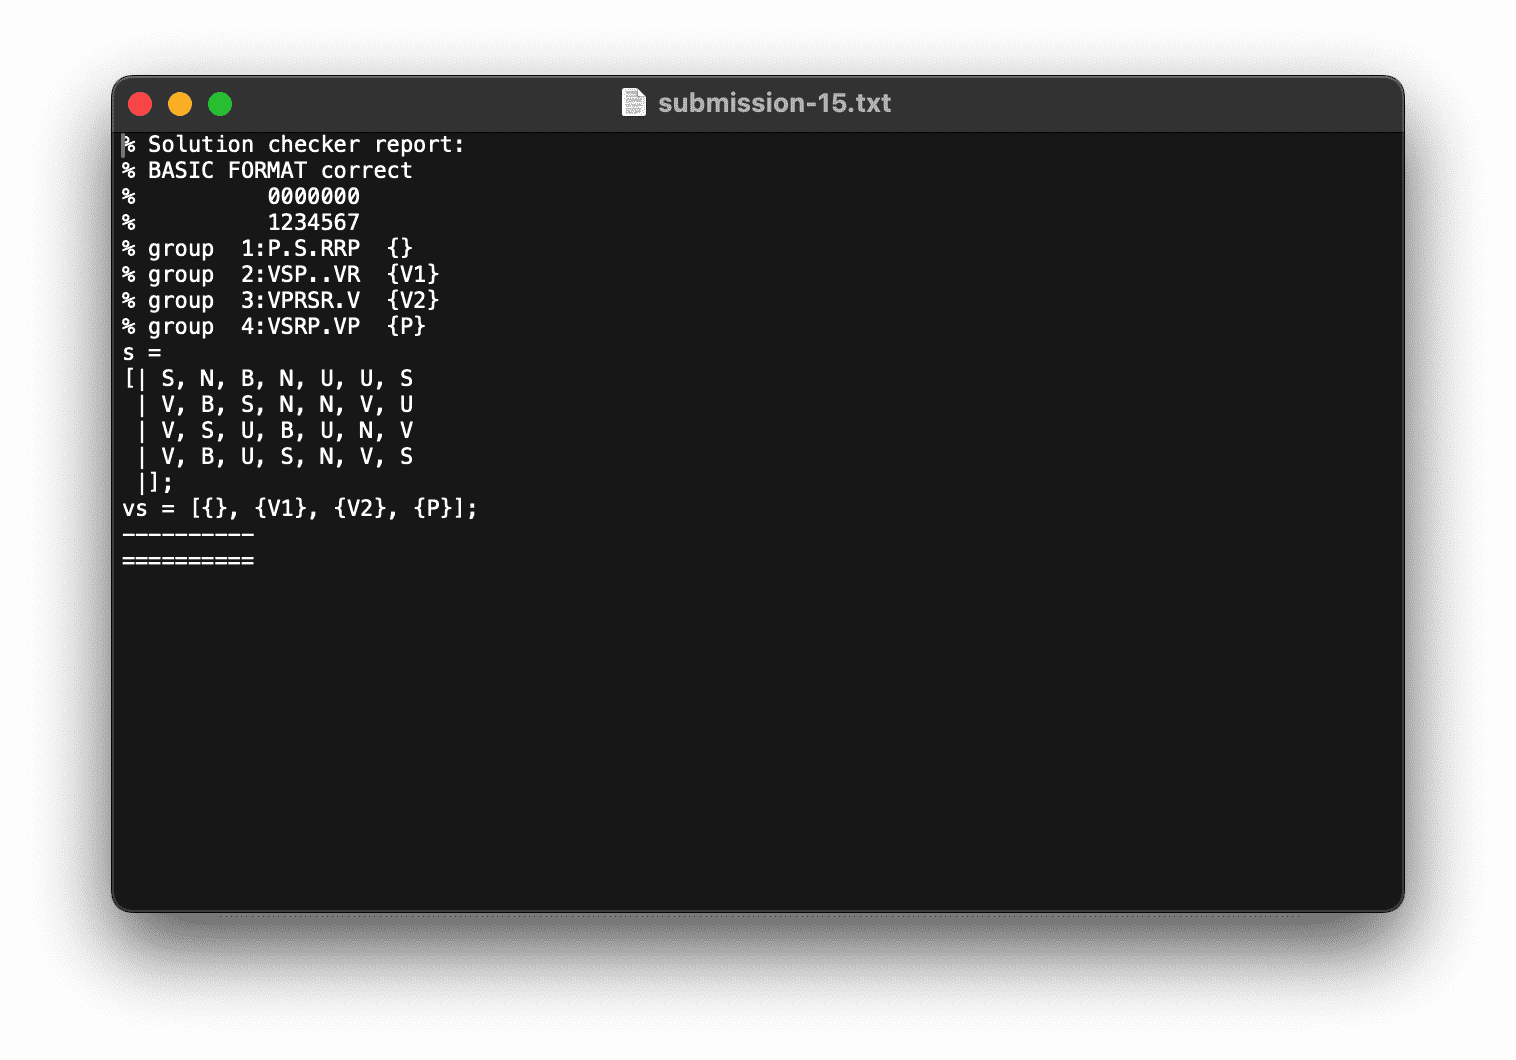 submission-15.txt
% Solution checker report:
% BASIC FORMAT correct
%          0000000
%          1234567
% group  1:P.S.RRP  {}
% group  2:VSP..VR  {V1}
% group  3:VPRSR.V  {V2}
% group  4:VSRP.VP  {P}
s =
[| S, N, B, N, U, U, S
 | V, B, S, N, N, V, U
 | V, S, U, B, U, N, V
 | V, B, U, S, N, V, S
 |];
vs = [{}, {V1}, {V2}, {P}];
----------
==========